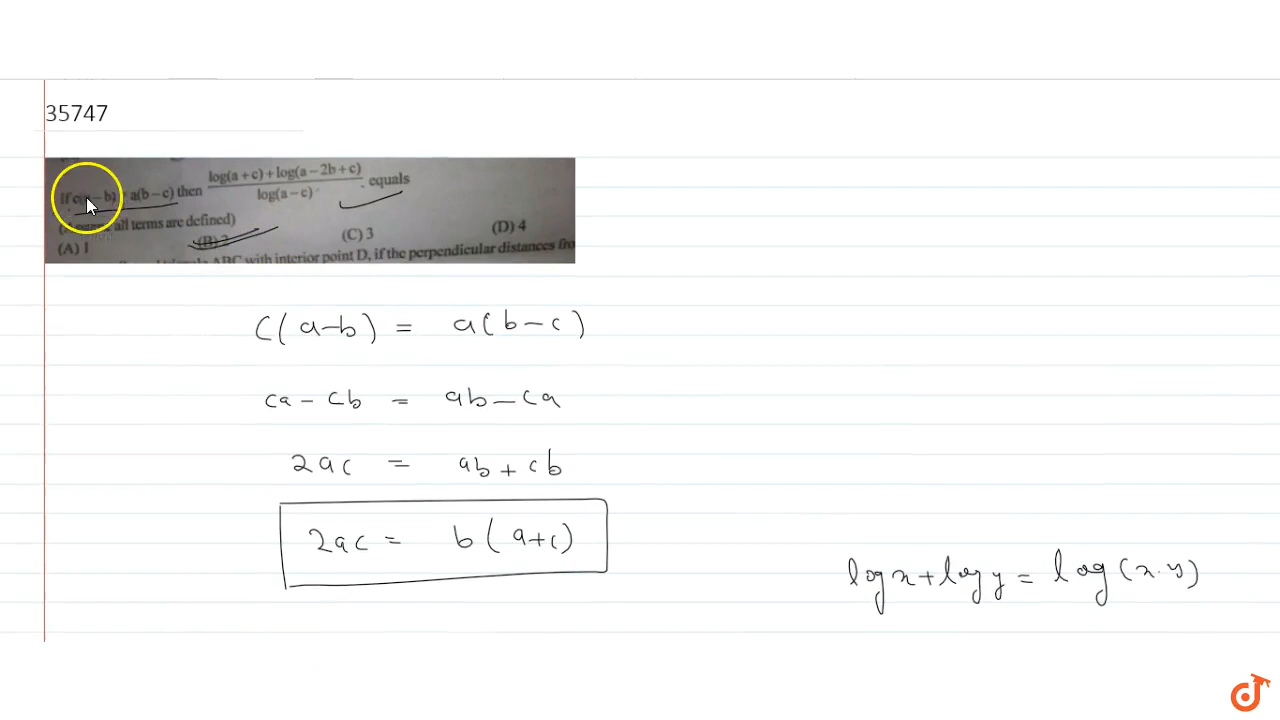 35747
If c(a − b) = a(b − c) then log(a + c) + log(a − 2b + c) / log(a − c) equals
all terms are defined)
(A) 1 (B) 2 (C) 3 (D) 4
ABC with interior point D, if the perpendicular distances fro
C(a−b) = a(b−c)
ca − cb = ab − ca
2ac = ab + cb
2ac = b(a+c)
log x + log y = log(x.y)